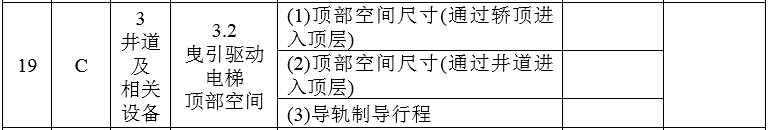 19
C
3
井道
及
相关
设备
3.2
曳引驱动
电梯
顶部空间
(1)顶部空间尺寸(通过轿顶进
入顶层)
(2)顶部空间尺寸(通过井道进
入顶层)
(3)导轨制导行程